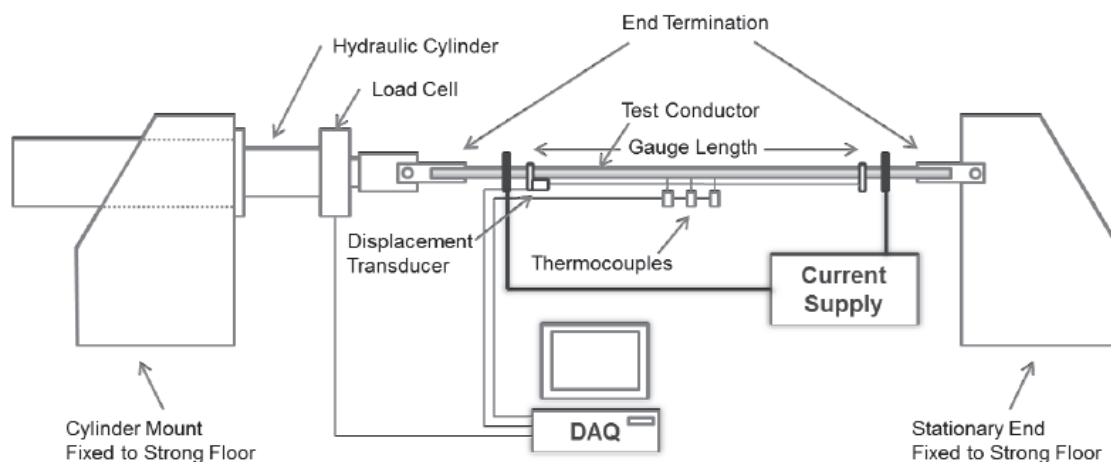 End Termination
Hydraulic Cylinder
Load Cell
Test Conductor
Gauge Length
Displacement
Transducer
Thermocouples
Current
Supply
DAQ
Cylinder Mount
Fixed to Strong Floor
Stationary End
Fixed to Strong Floor